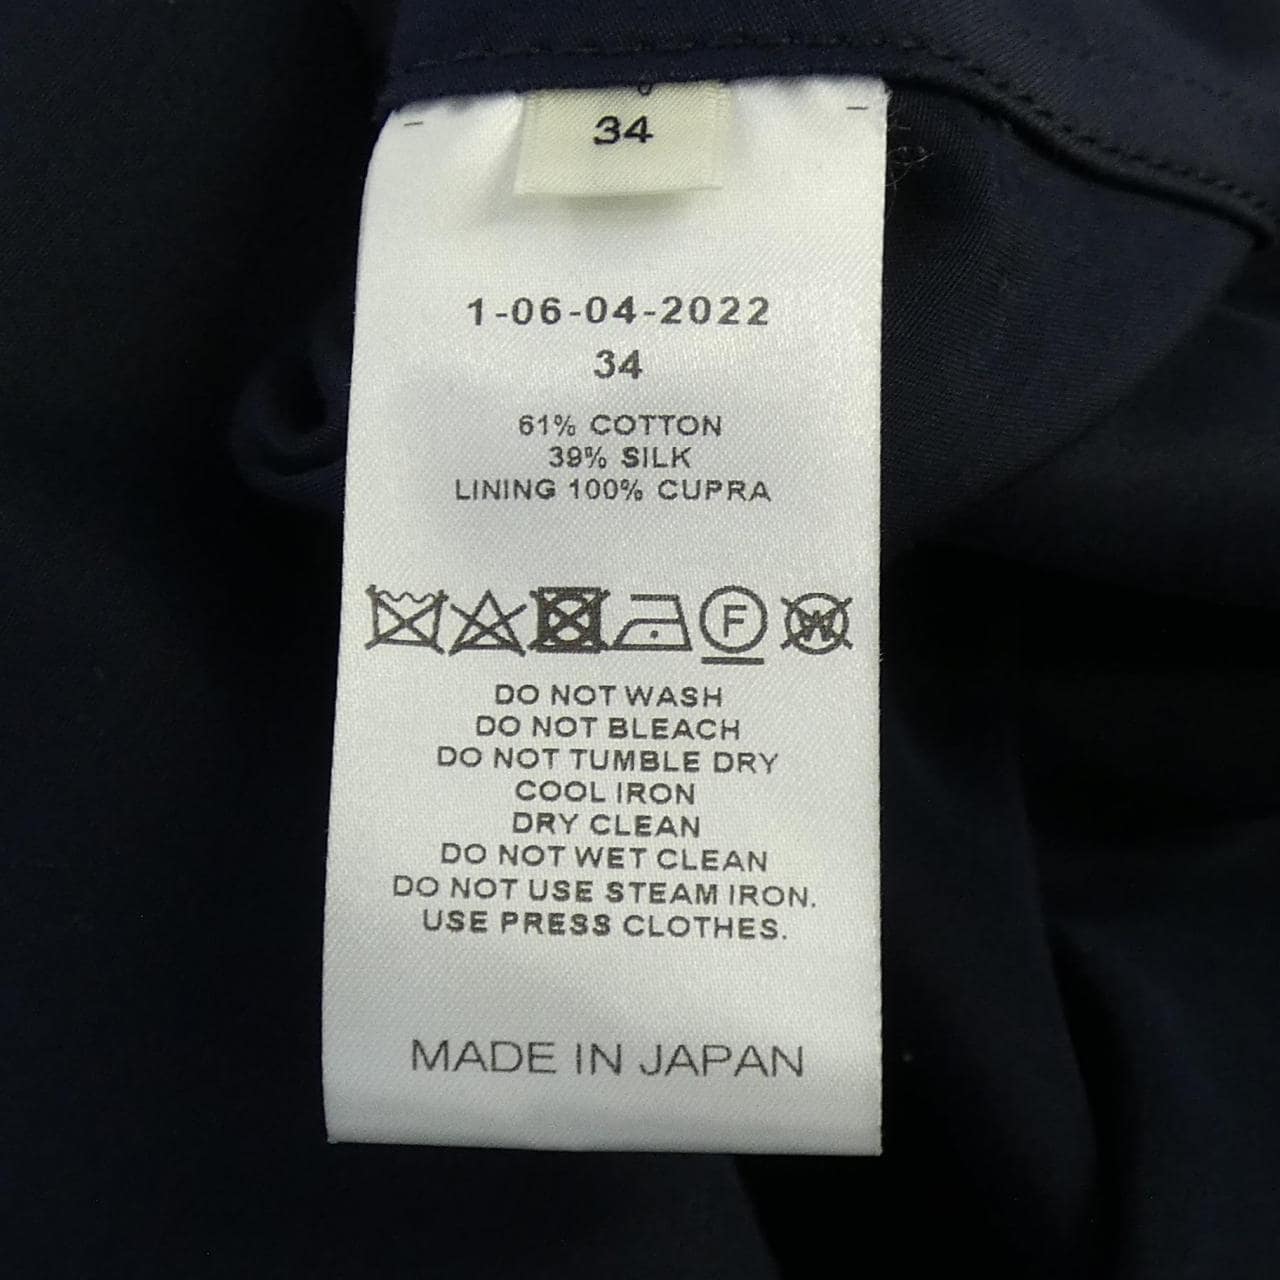 34
1-06-04-2022
34
61% COTTON
39% SILK
LINING 100% CUPRA
F W
DO NOT WASH
DO NOT BLEACH
DO NOT TUMBLE DRY
COOL IRON
DRY CLEAN
DO NOT WET CLEAN
DO NOT USE STEAM IRON.
USE PRESS CLOTHES.
MADE IN JAPAN